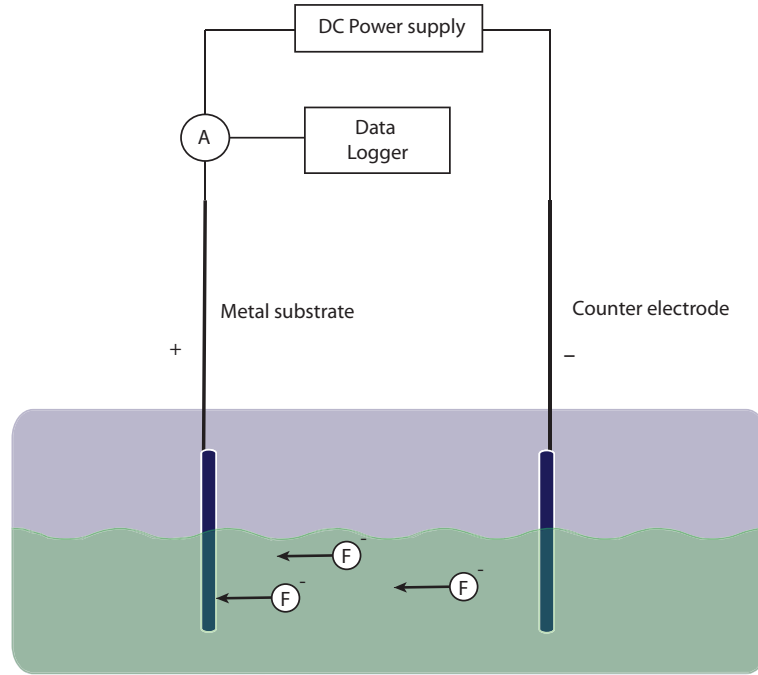 DC Power supply
A
Data
Logger
Metal substrate
Counter electrode
+
–
F-
F-
F-